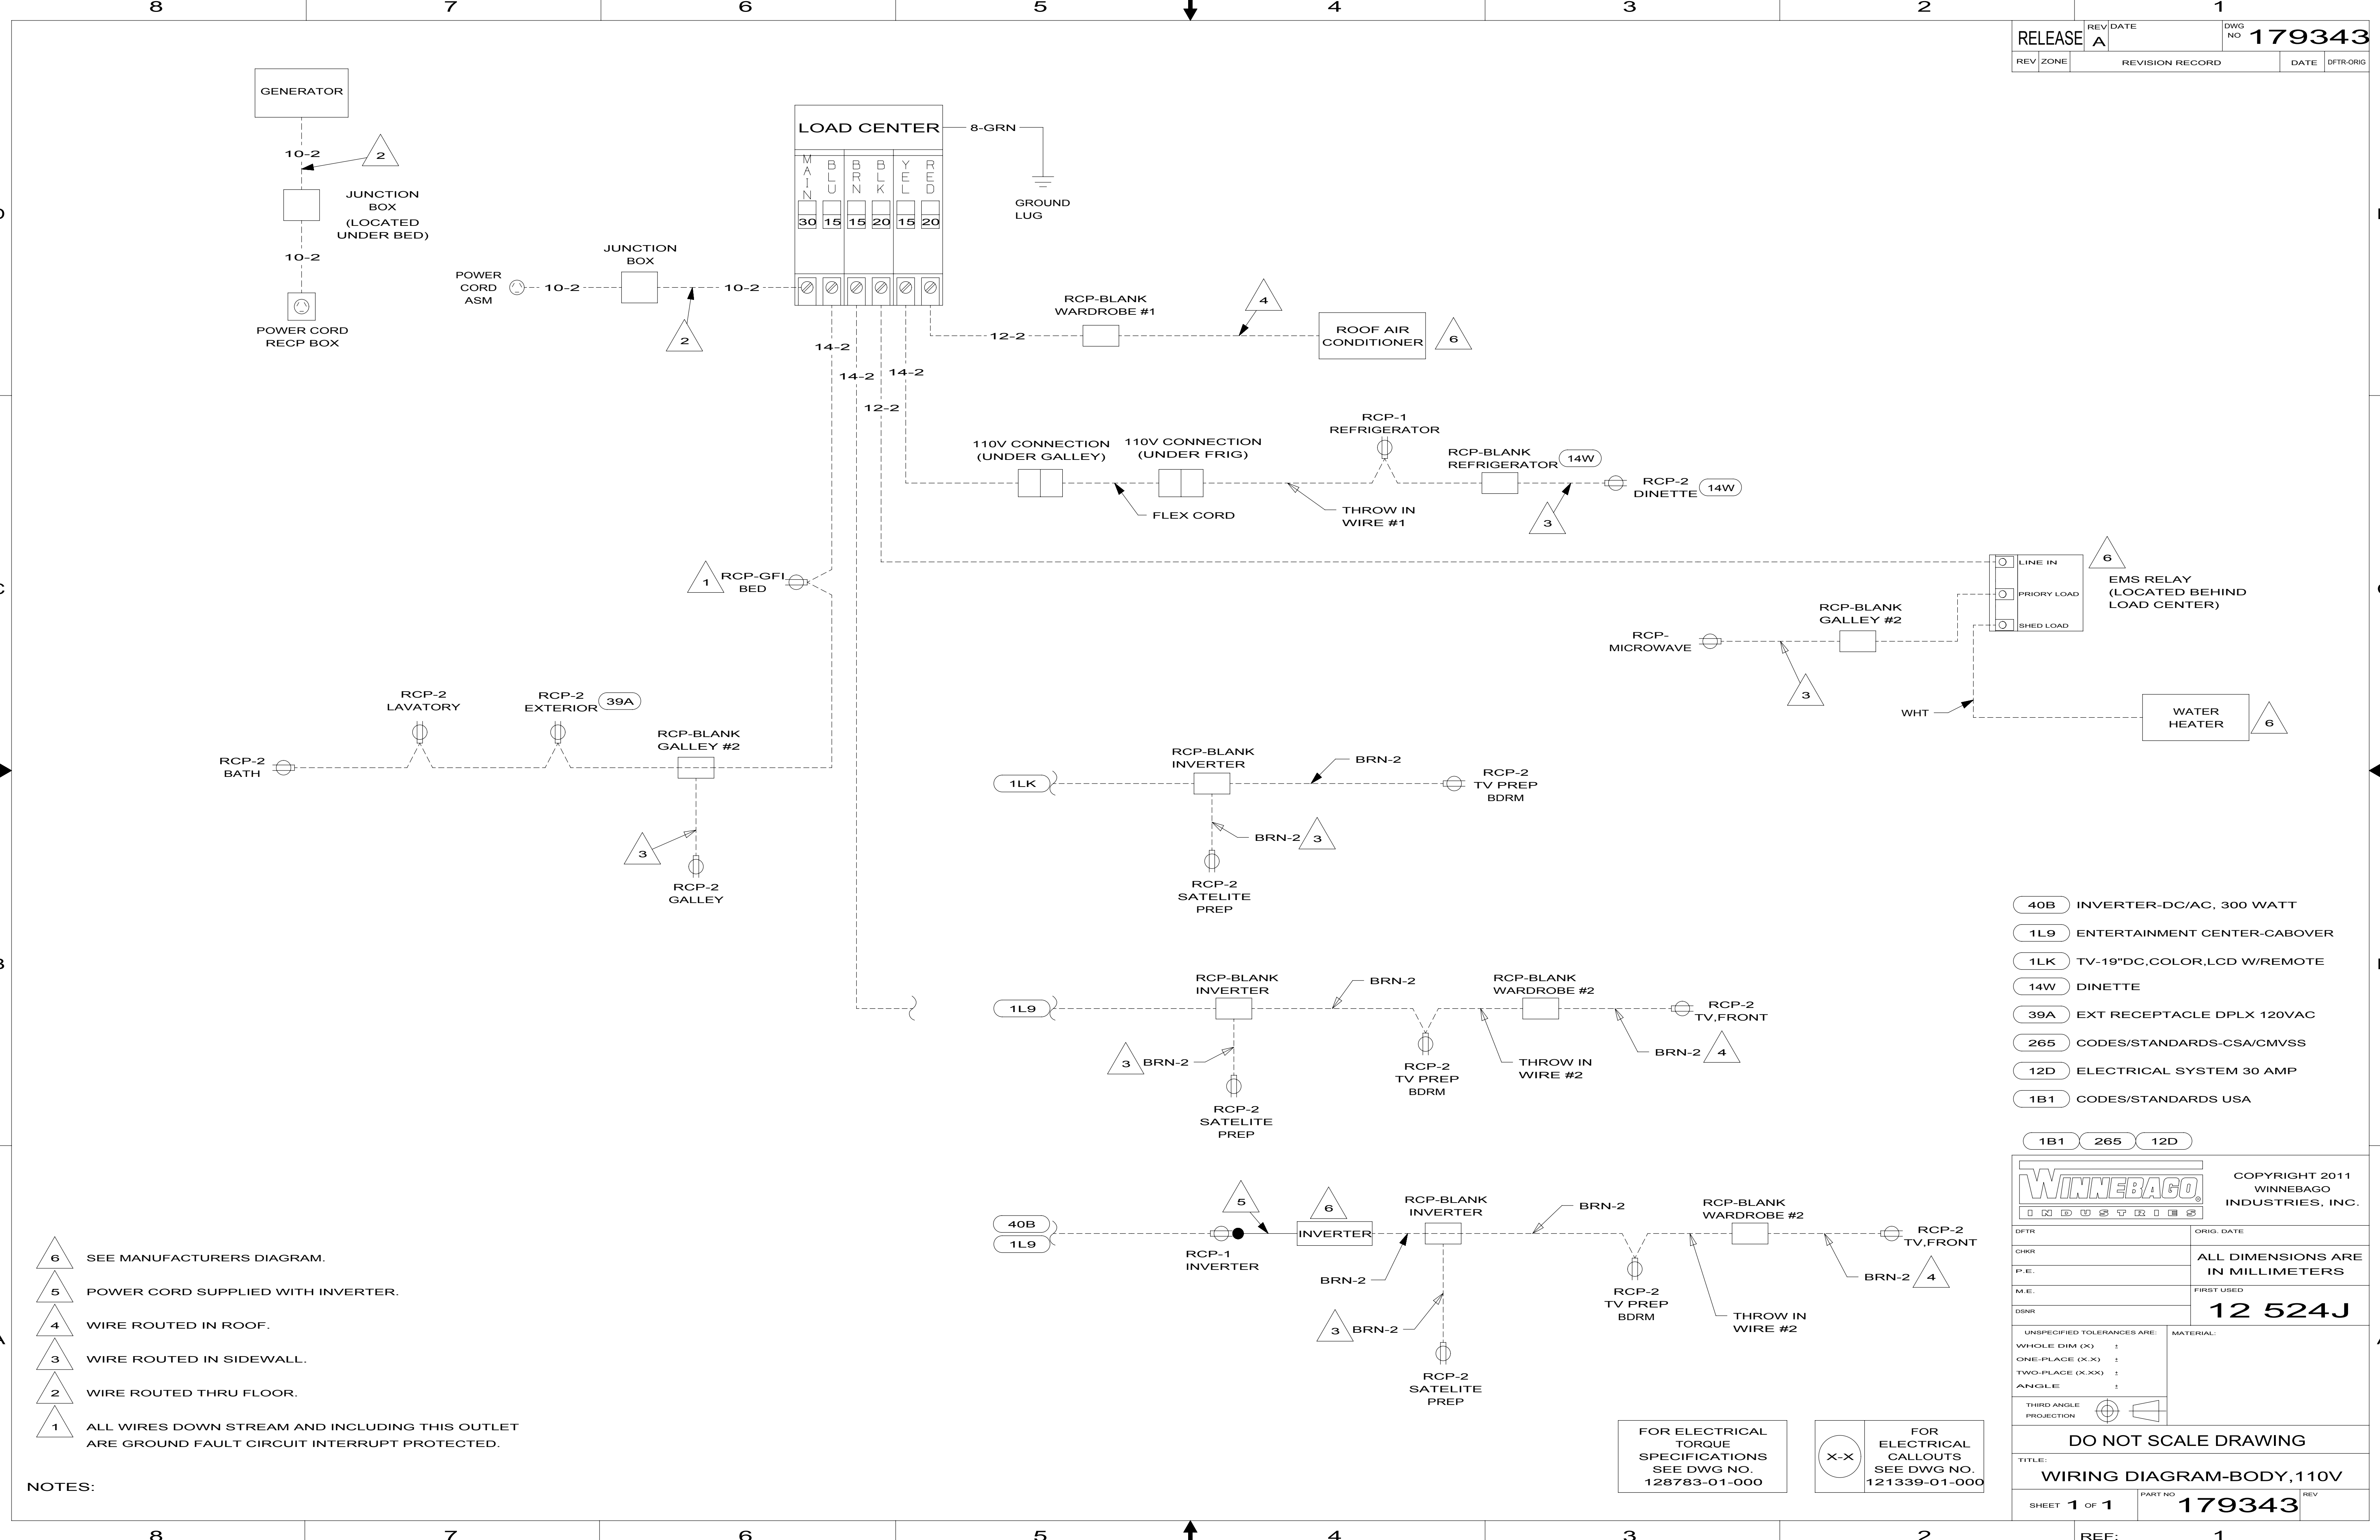 8 7 6 5 4 3 2 1
RELEASE
REV
A
DATE
DWG
NO
179343
REV ZONE REVISION RECORD DATE DFTR-ORIG
GENERATOR
10-2
2
JUNCTION
BOX
(LOCATED
UNDER BED)
10-2
POWER CORD
RECP BOX
LOAD CENTER
8-GRN
GROUND
LUG
MAIN BLU BRN BLK YEL RED
30 15 15 20 15 20
POWER
CORD
ASM
10-2
JUNCTION
BOX
10-2
2
14-2
14-2
14-2
12-2
12-2
RCP-BLANK
WARDROBE #1
4
ROOF AIR
CONDITIONER
6
110V CONNECTION
(UNDER GALLEY)
110V CONNECTION
(UNDER FRIG)
FLEX CORD
RCP-1
REFRIGERATOR
THROW IN
WIRE #1
RCP-BLANK
REFRIGERATOR
14W
3
RCP-2
DINETTE
14W
1
RCP-GFI
BED
LINE IN
PRIORY LOAD
SHED LOAD
6
EMS RELAY
(LOCATED BEHIND
LOAD CENTER)
RCP-BLANK
GALLEY #2
RCP-
MICROWAVE
3
WHT
WATER
HEATER
6
RCP-2
LAVATORY
RCP-2
EXTERIOR
39A
RCP-BLANK
GALLEY #2
RCP-2
BATH
3
RCP-2
GALLEY
1LK
RCP-BLANK
INVERTER
BRN-2
RCP-2
TV PREP
BDRM
BRN-2
3
RCP-2
SATELITE
PREP
1L9
RCP-BLANK
INVERTER
BRN-2
RCP-BLANK
WARDROBE #2
RCP-2
TV,FRONT
3
BRN-2
RCP-2
TV PREP
BDRM
THROW IN
WIRE #2
BRN-2
4
RCP-2
SATELITE
PREP
40B
1L9
5
RCP-1
INVERTER
6
INVERTER
RCP-BLANK
INVERTER
BRN-2
BRN-2
RCP-BLANK
WARDROBE #2
RCP-2
TV,FRONT
3
BRN-2
RCP-2
TV PREP
BDRM
THROW IN
WIRE #2
BRN-2
4
RCP-2
SATELITE
PREP
40B INVERTER-DC/AC, 300 WATT
1L9 ENTERTAINMENT CENTER-CABOVER
1LK TV-19"DC,COLOR,LCD W/REMOTE
14W DINETTE
39A EXT RECEPTACLE DPLX 120VAC
265 CODES/STANDARDS-CSA/CMVSS
12D ELECTRICAL SYSTEM 30 AMP
1B1 CODES/STANDARDS USA
1B1 265 12D
6 SEE MANUFACTURERS DIAGRAM.
5 POWER CORD SUPPLIED WITH INVERTER.
4 WIRE ROUTED IN ROOF.
3 WIRE ROUTED IN SIDEWALL.
2 WIRE ROUTED THRU FLOOR.
1 ALL WIRES DOWN STREAM AND INCLUDING THIS OUTLET
ARE GROUND FAULT CIRCUIT INTERRUPT PROTECTED.
NOTES:
FOR ELECTRICAL
TORQUE
SPECIFICATIONS
SEE DWG NO.
128783-01-000
X-X
FOR
ELECTRICAL
CALLOUTS
SEE DWG NO.
121339-01-000
WINNEBAGO
INDUSTRIES
COPYRIGHT 2011
WINNEBAGO
INDUSTRIES, INC.
DFTR
ORIG. DATE
CHKR
ALL DIMENSIONS ARE
IN MILLIMETERS
P.E.
M.E.
FIRST USED
12 524J
DSNR
UNSPECIFIED TOLERANCES ARE:
MATERIAL:
WHOLE DIM (X) ±
ONE-PLACE (X.X) ±
TWO-PLACE (X.XX) ±
ANGLE ±
THIRD ANGLE
PROJECTION
DO NOT SCALE DRAWING
TITLE:
WIRING DIAGRAM-BODY,110V
SHEET 1 OF 1
PART NO
179343
REV
8 7 6 5 4 3 2 1
REF: